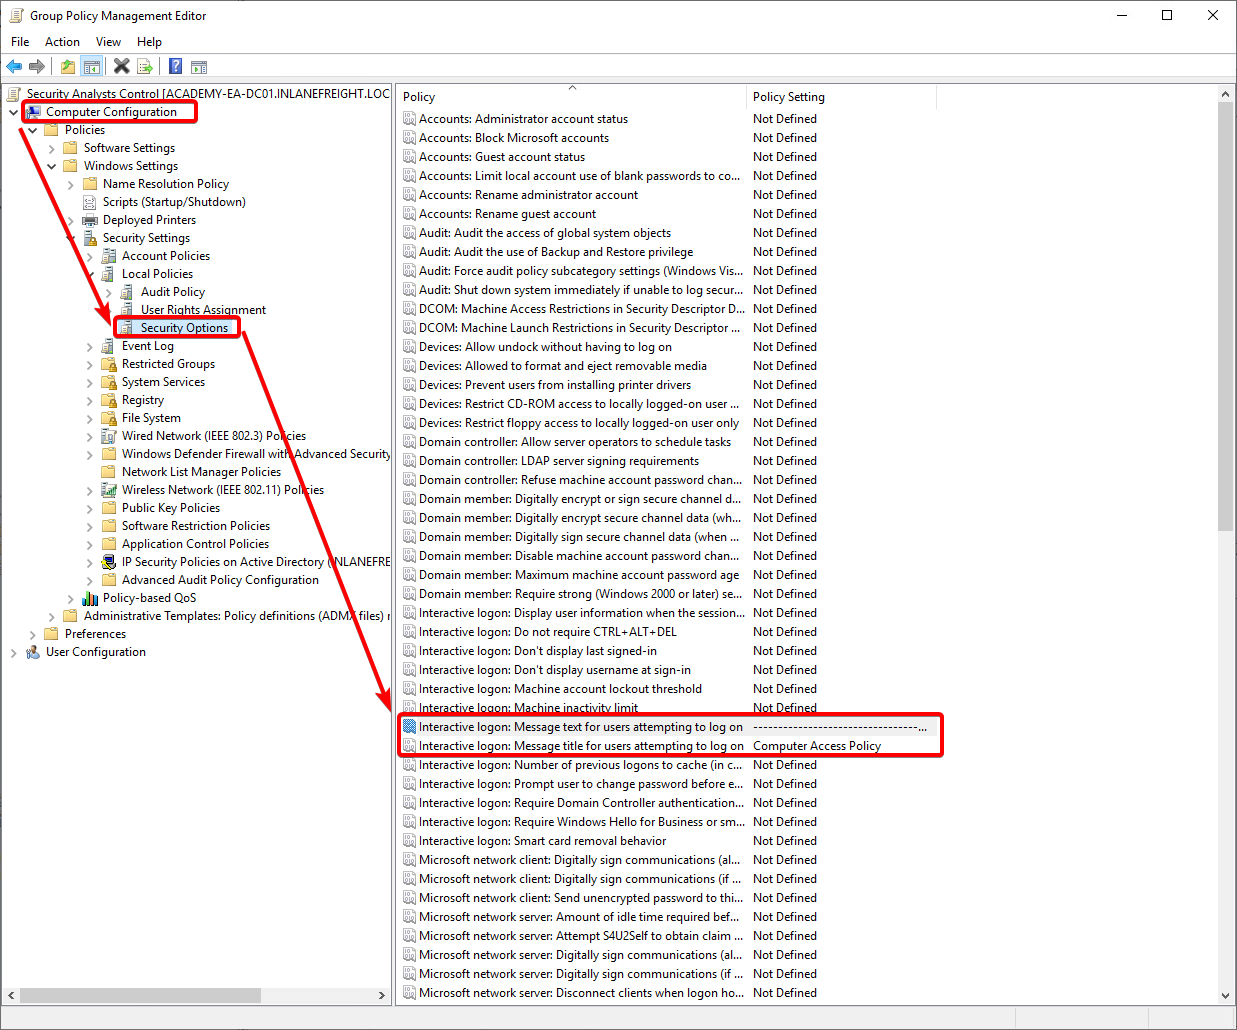 Group Policy Management Editor
File Action View Help
Security Analysts Control [ACADEMY-EA-DC01.INLANEFREIGHT.LOC
Computer Configuration
Policies
Software Settings
Windows Settings
Name Resolution Policy
Scripts (Startup/Shutdown)
Deployed Printers
Security Settings
Account Policies
Local Policies
Audit Policy
User Rights Assignment
Security Options
Event Log
Restricted Groups
System Services
Registry
File System
Wired Network (IEEE 802.3) Policies
Windows Defender Firewall with Advanced Security
Network List Manager Policies
Wireless Network (IEEE 802.11) Policies
Public Key Policies
Software Restriction Policies
Application Control Policies
IP Security Policies on Active Directory (INLANEFRE
Advanced Audit Policy Configuration
Policy-based QoS
Administrative Templates: Policy definitions (ADMX files) r
Preferences
User Configuration
Policy Policy Setting
Accounts: Administrator account status Not Defined
Accounts: Block Microsoft accounts Not Defined
Accounts: Guest account status Not Defined
Accounts: Limit local account use of blank passwords to co... Not Defined
Accounts: Rename administrator account Not Defined
Accounts: Rename guest account Not Defined
Audit: Audit the access of global system objects Not Defined
Audit: Audit the use of Backup and Restore privilege Not Defined
Audit: Force audit policy subcategory settings (Windows Vis... Not Defined
Audit: Shut down system immediately if unable to log secur... Not Defined
DCOM: Machine Access Restrictions in Security Descriptor D... Not Defined
DCOM: Machine Launch Restrictions in Security Descriptor ... Not Defined
Devices: Allow undock without having to log on Not Defined
Devices: Allowed to format and eject removable media Not Defined
Devices: Prevent users from installing printer drivers Not Defined
Devices: Restrict CD-ROM access to locally logged-on user ... Not Defined
Devices: Restrict floppy access to locally logged-on user only Not Defined
Domain controller: Allow server operators to schedule tasks Not Defined
Domain controller: LDAP server signing requirements Not Defined
Domain controller: Refuse machine account password chan... Not Defined
Domain member: Digitally encrypt or sign secure channel d... Not Defined
Domain member: Digitally encrypt secure channel data (wh... Not Defined
Domain member: Digitally sign secure channel data (when ... Not Defined
Domain member: Disable machine account password chan... Not Defined
Domain member: Maximum machine account password age Not Defined
Domain member: Require strong (Windows 2000 or later) se... Not Defined
Interactive logon: Display user information when the session... Not Defined
Interactive logon: Do not require CTRL+ALT+DEL Not Defined
Interactive logon: Don't display last signed-in Not Defined
Interactive logon: Don't display username at sign-in Not Defined
Interactive logon: Machine account lockout threshold Not Defined
Interactive logon: Machine inactivity limit Not Defined
Interactive logon: Message text for users attempting to log on ---------------------------------...
Interactive logon: Message title for users attempting to log on Computer Access Policy
Interactive logon: Number of previous logons to cache (in c... Not Defined
Interactive logon: Prompt user to change password before e... Not Defined
Interactive logon: Require Domain Controller authentication... Not Defined
Interactive logon: Require Windows Hello for Business or sm... Not Defined
Interactive logon: Smart card removal behavior Not Defined
Microsoft network client: Digitally sign communications (al... Not Defined
Microsoft network client: Digitally sign communications (if ... Not Defined
Microsoft network client: Send unencrypted password to thi... Not Defined
Microsoft network server: Amount of idle time required bef... Not Defined
Microsoft network server: Attempt S4U2Self to obtain claim ... Not Defined
Microsoft network server: Digitally sign communications (al... Not Defined
Microsoft network server: Digitally sign communications (if ... Not Defined
Microsoft network server: Disconnect clients when logon ho... Not Defined